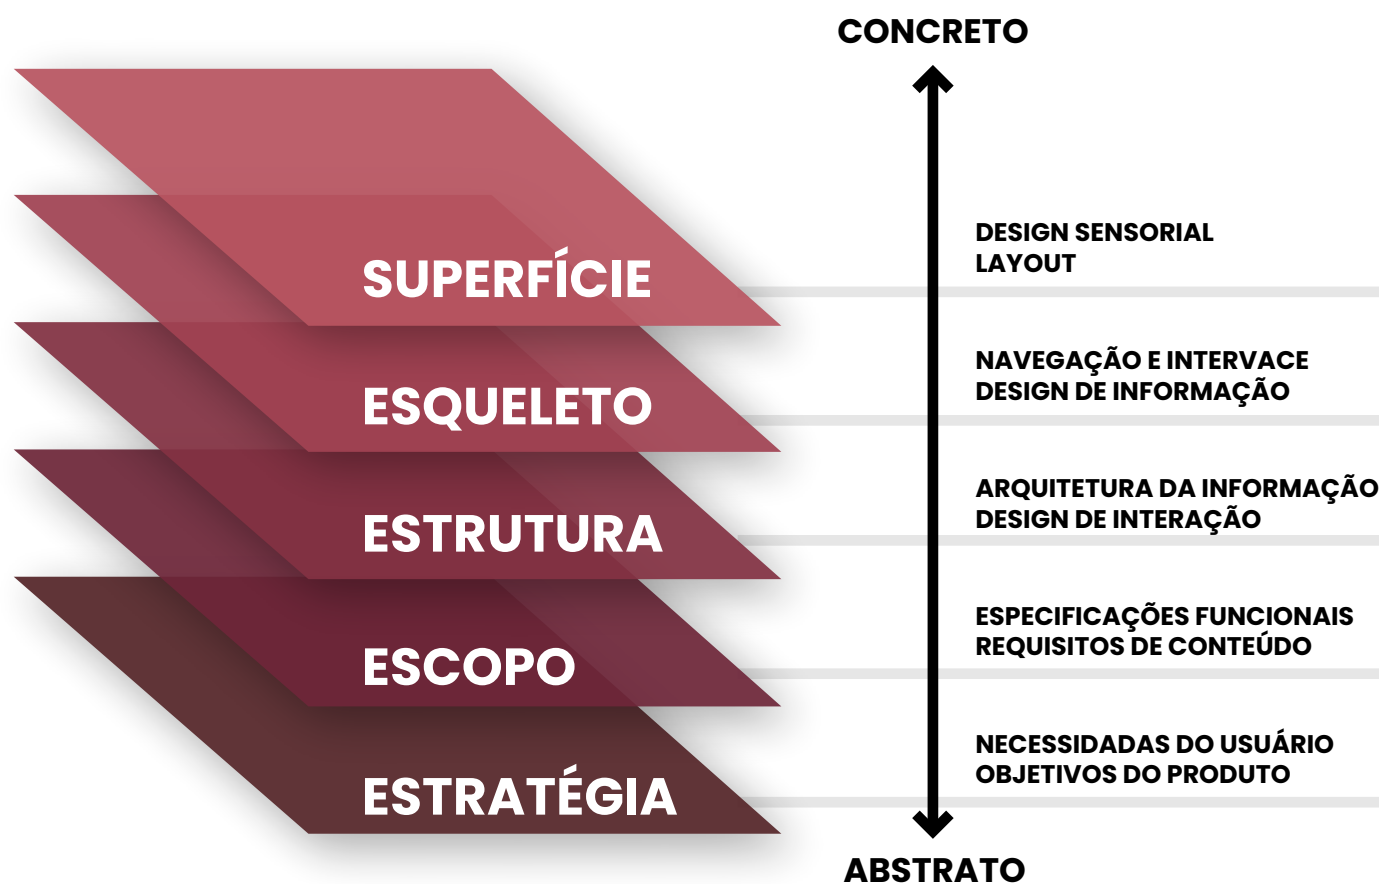 CONCRETO
SUPERFÍCIE
DESIGN SENSORIAL
LAYOUT
ESQUELETO
NAVEGAÇÃO E INTERVACE
DESIGN DE INFORMAÇÃO
ESTRUTURA
ARQUITETURA DA INFORMAÇÃO
DESIGN DE INTERAÇÃO
ESCOPO
ESPECIFICAÇÕES FUNCIONAIS
REQUISITOS DE CONTEÚDO
ESTRATÉGIA
NECESSIDADAS DO USUÁRIO
OBJETIVOS DO PRODUTO
ABSTRATO